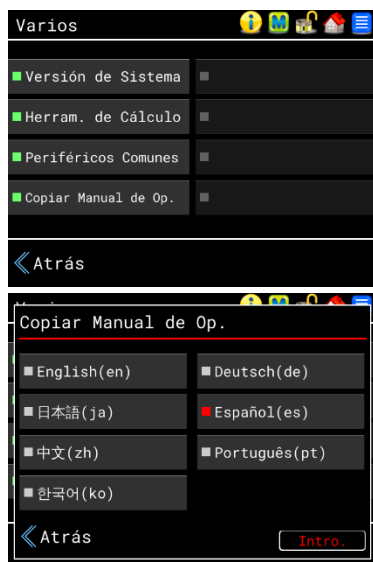 Varios
Versión de Sistema
Herram. de Cálculo
Periféricos Comunes
Copiar Manual de Op.
Atrás
Copiar Manual de Op.
English(en)
Deutsch(de)
日本語(ja)
Español(es)
中文(zh)
Português(pt)
한국어(ko)
Atrás
Intro.